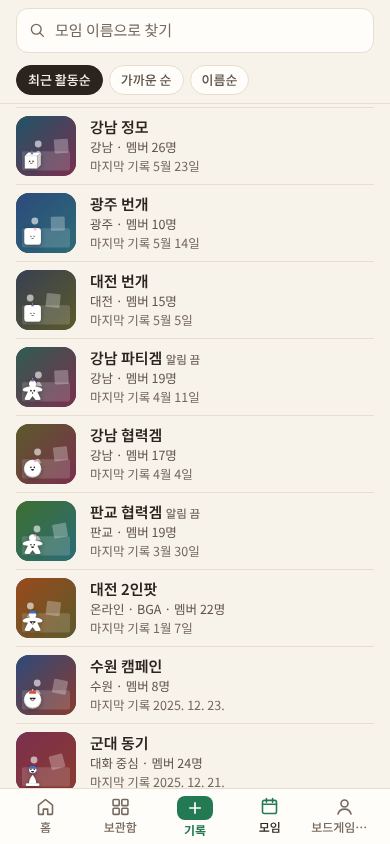 모임 이름으로 찾기
최근 활동순
가까운 순
이름순
강남 정모
강남 · 멤버 26명
마지막 기록 5월 23일
광주 번개
광주 · 멤버 10명
마지막 기록 5월 14일
대전 번개
대전 · 멤버 15명
마지막 기록 5월 5일
강남 파티겜 알림 끔
강남 · 멤버 19명
마지막 기록 4월 11일
강남 협력겜
강남 · 멤버 17명
마지막 기록 4월 4일
판교 협력겜 알림 끔
판교 · 멤버 19명
마지막 기록 3월 30일
대전 2인팟
온라인 · BGA · 멤버 22명
마지막 기록 1월 7일
수원 캠페인
수원 · 멤버 8명
마지막 기록 2025. 12. 23.
군대 동기
대화 중심 · 멤버 24명
마지막 기록 2025. 12. 21.
홈
보관함
기록
모임
보드게임…